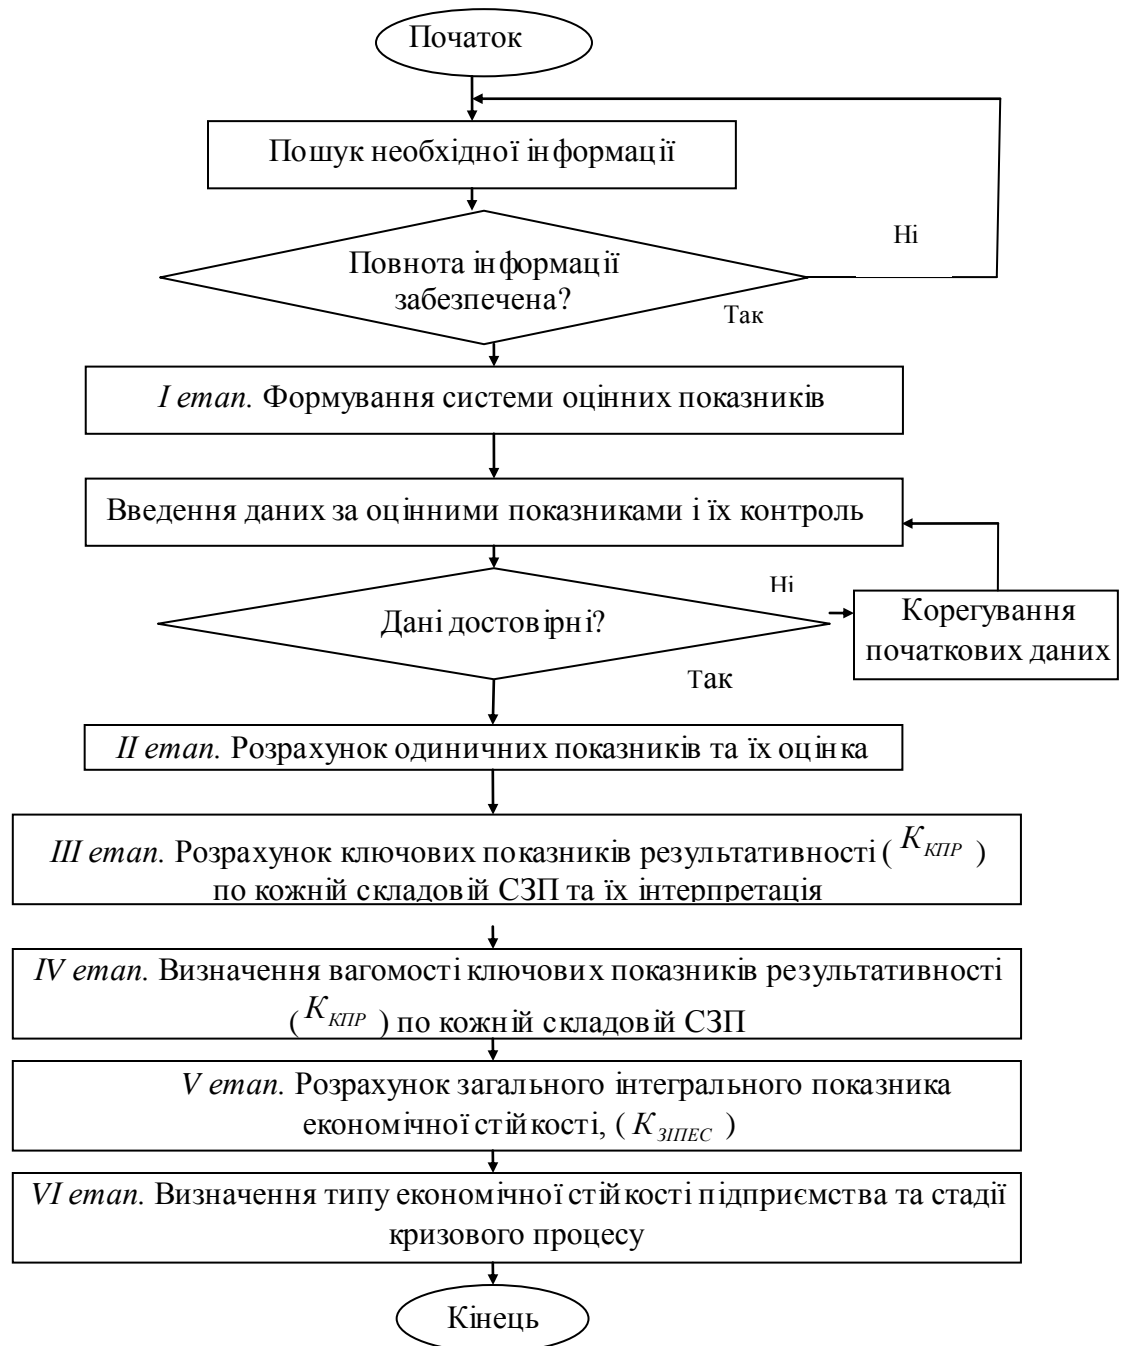 Початок
Пошук необхідної інформації
Ні
Повнота інформації
забезпечена?
Так
I етап. Формування системи оцінних показників
Введення даних за оцінними показниками і їх контроль
Ні
Дані достовірні?
Корегування
початкових даних
Так
II етап. Розрахунок одиничних показників та їх оцінка
III етап. Розрахунок ключових показників результативності ( К КПР )
по кожній складовій СЗП та їх інтерпретація
IV етап. Визначення вагомості ключових показників результативності
( К КПР ) по кожній складовій СЗП
V етап. Розрахунок загального інтегрального показника
економічної стійкості, ( К ЗІПЕС )
VI етап. Визначення типу економічної стійкості підприємства та стадії
кризового процесу
Кінець